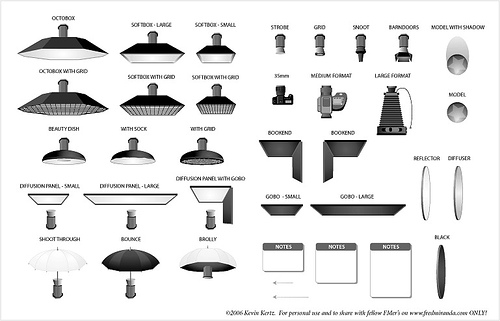 OCTOBOX
SOFTBOX - LARGE
SOFTBOX - SMALL
STROBE
GRID
SNOOT
BARNDOORS
MODEL WITH SHADOW
OCTOBOX WITH GRID
SOFTBOX WITH GRID
SOFTBOX WITH GRID
35mm
MEDIUM FORMAT
LARGE FORMAT
MODEL
BEAUTY DISH
WITH SOCK
WITH GRID
BOOKEND
BOOKEND
REFLECTOR
DIFFUSER
DIFFUSION PANEL - SMALL
DIFFUSION PANEL - LARGE
DIFFUSION PANEL WITH GOBO
GOBO - SMALL
GOBO - LARGE
SHOOT THROUGH
BOUNCE
BROLLY
NOTES
NOTES
NOTES
BLACK
©2006 Kevin Kertz. For personal use and to share with fellow FMer's on www.fredmiranda.com ONLY!